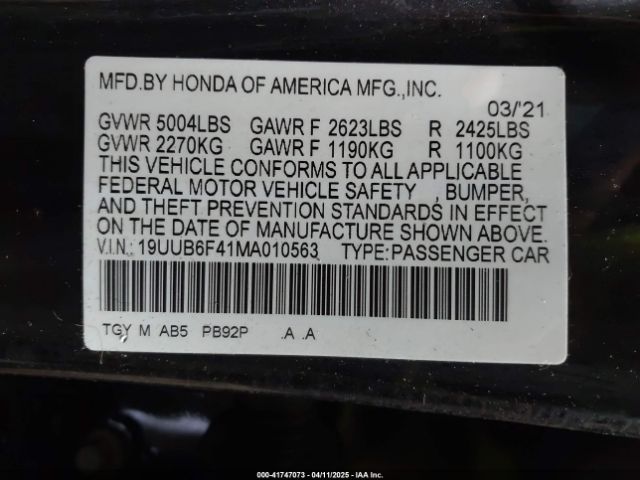 MFD.BY HONDA OF AMERICA MFG.,INC.
03/'21
GVWR 5004LBS GAWR F 2623LBS R 2425LBS
GVWR 2270KG GAWR F 1190KG R 1100KG
THIS VEHICLE CONFORMS TO ALL APPLICABLE
FEDERAL MOTOR VEHICLE SAFETY , BUMPER,
AND THEFT PREVENTION STANDARDS IN EFFECT
ON THE DATE OF MANUFACTURE SHOWN ABOVE.
V.I.N.: 19UUB6F41MA010563 TYPE:PASSENGER CAR
TGY M AB5 PB92P .A .A
000-41747073 - 04/11/2025 - IAA Inc.